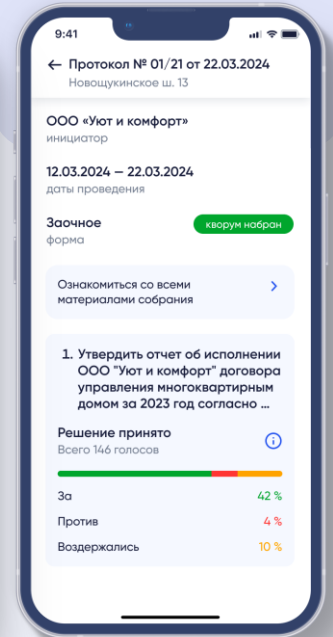 9:41
Протокол № 01/21 от 22.03.2024
Новощукинское ш. 13
ООО «Уют и комфорт»
инициатор
12.03.2024 — 22.03.2024
даты проведения
Заочное
кворум набран
форма
Ознакомиться со всеми
материалами собрания
1. Утвердить отчет об исполнении
ООО "Уют и комфорт" договора
управления многоквартирным
домом за 2023 год согласно ...
Решение принято
Всего 146 голосов
За 42 %
Против 4 %
Воздержались 10 %